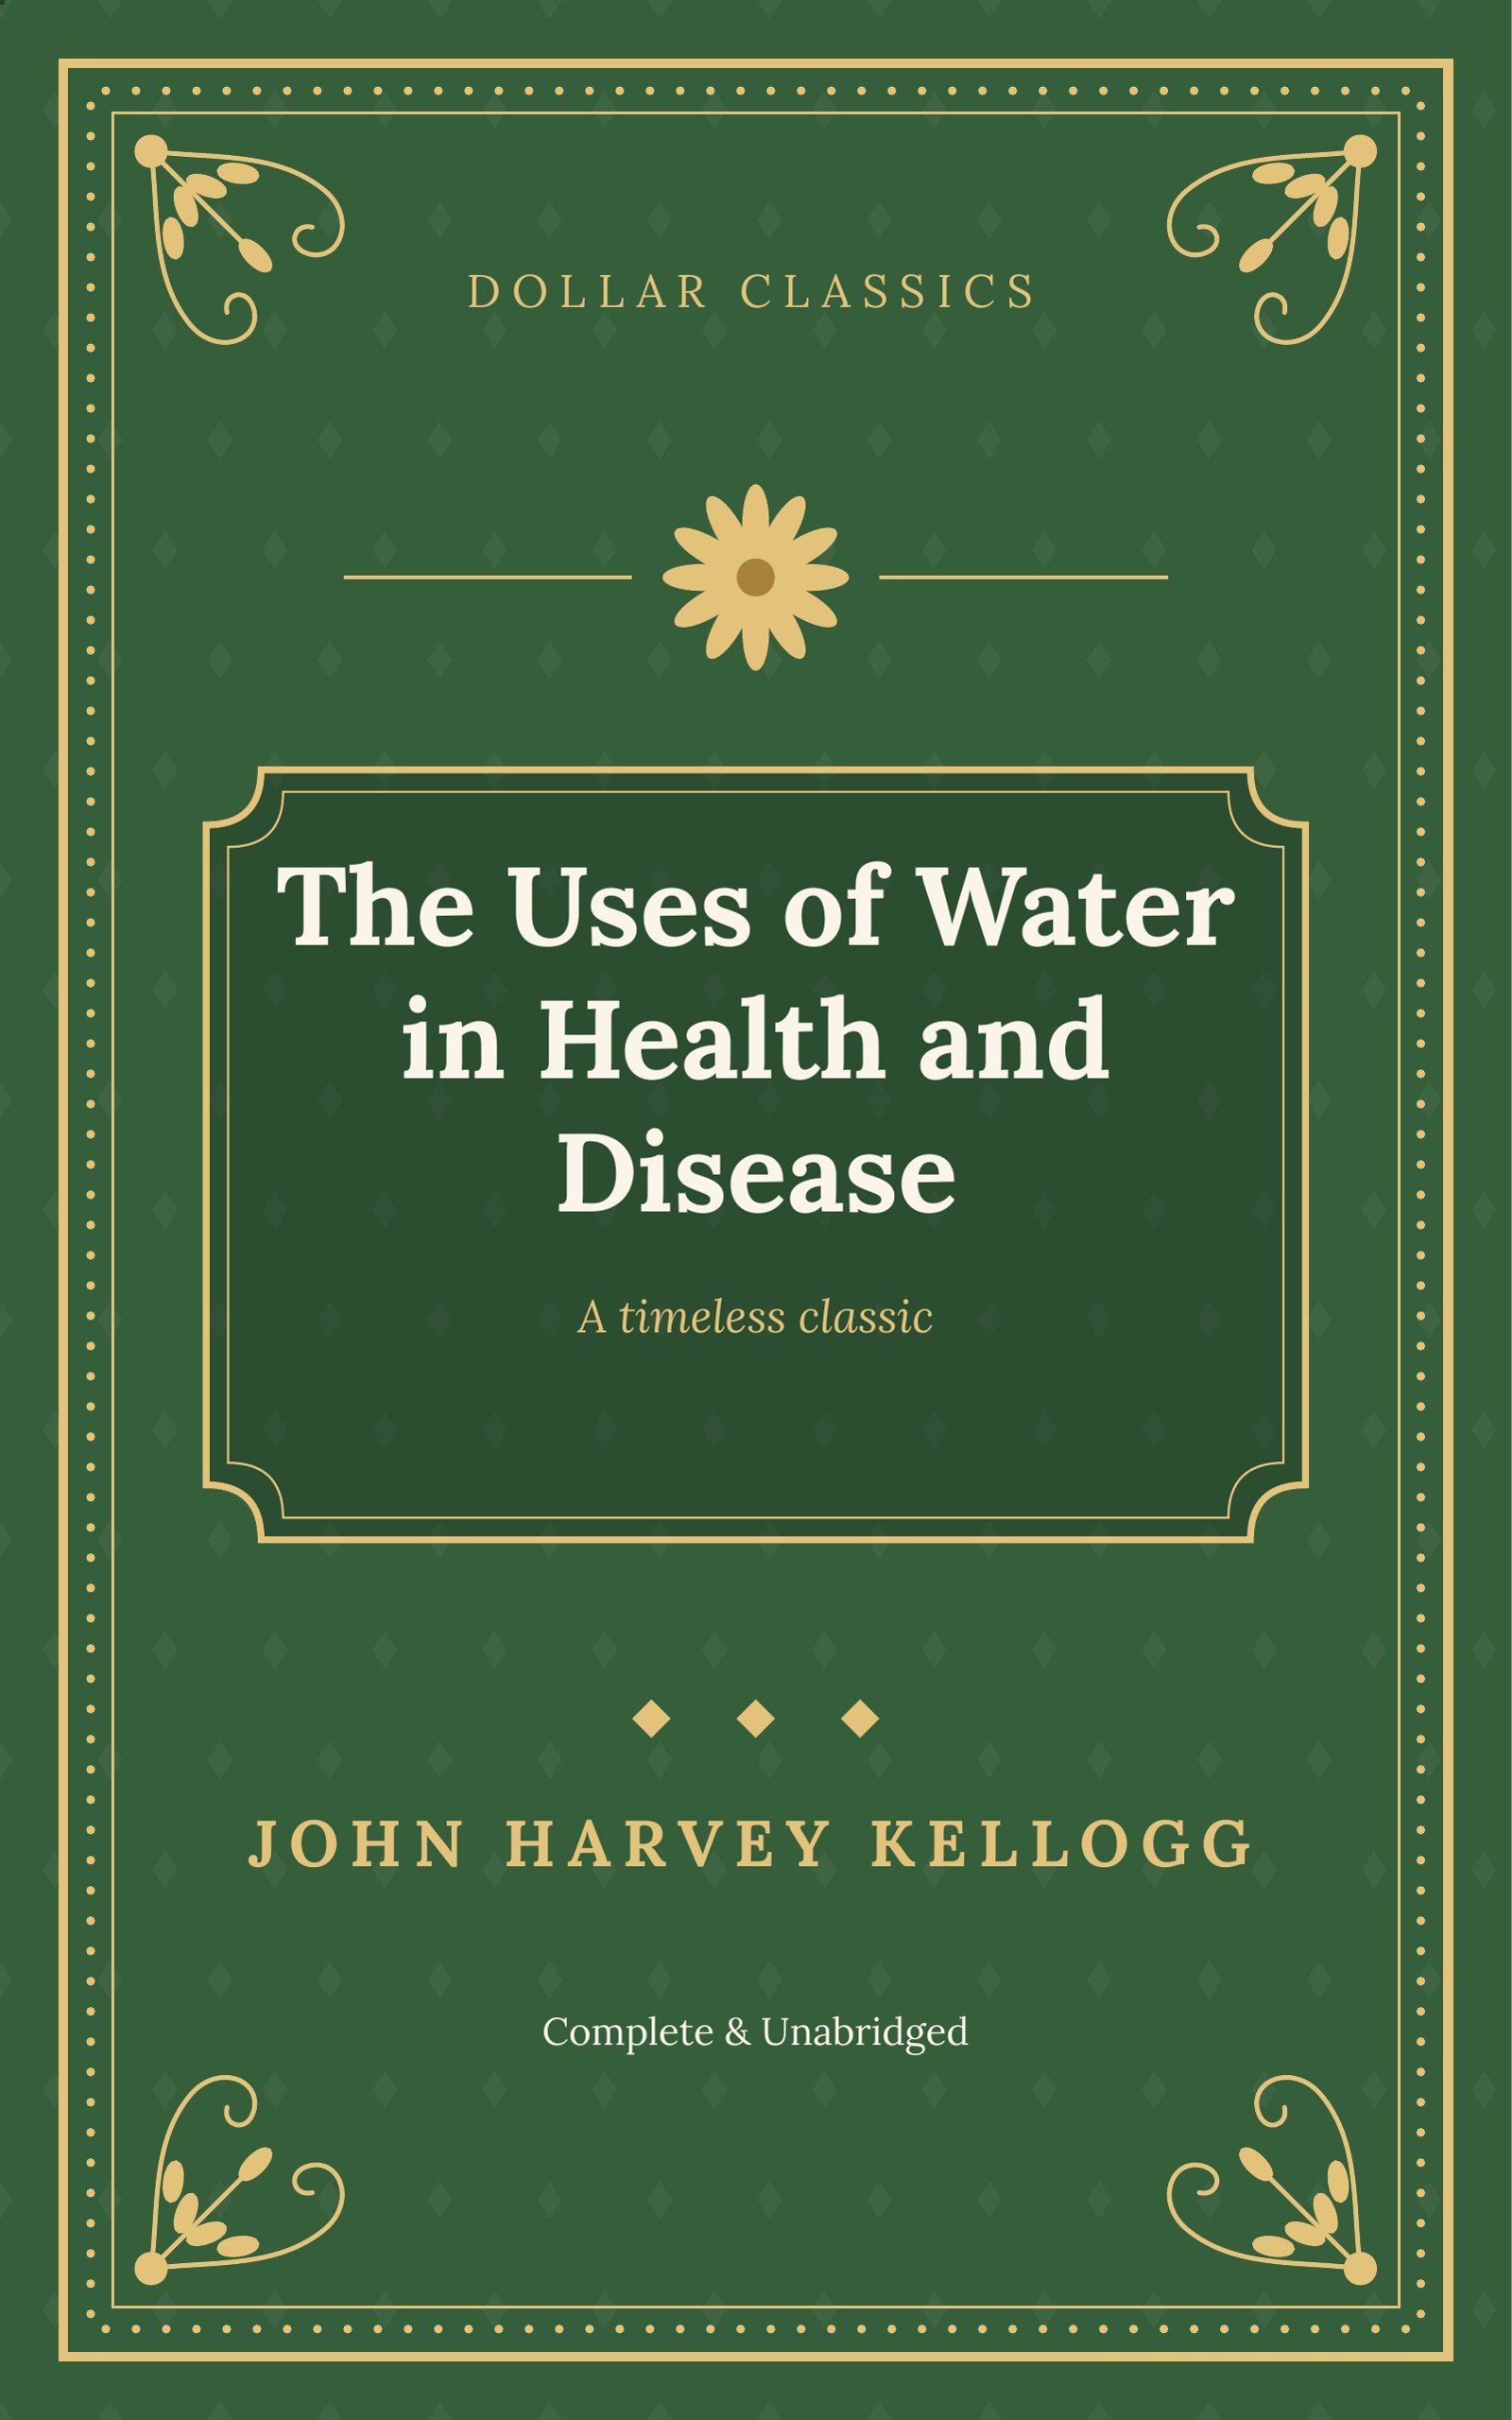 DOLLAR CLASSICS
The Uses of Water
in Health and
Disease
A timeless classic
JOHN HARVEY KELLOGG
Complete & Unabridged